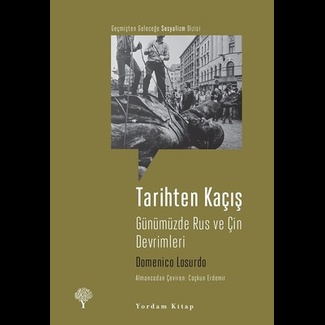 Geçmişten Geleceğe Sosyalizm Dizisi
Tarihten Kaçış
Günümüzde Rus ve Çin
Devrimleri
Domenico Losurdo
Almancadan Çeviren: Coşkun Erdemir
Yordam Kitap